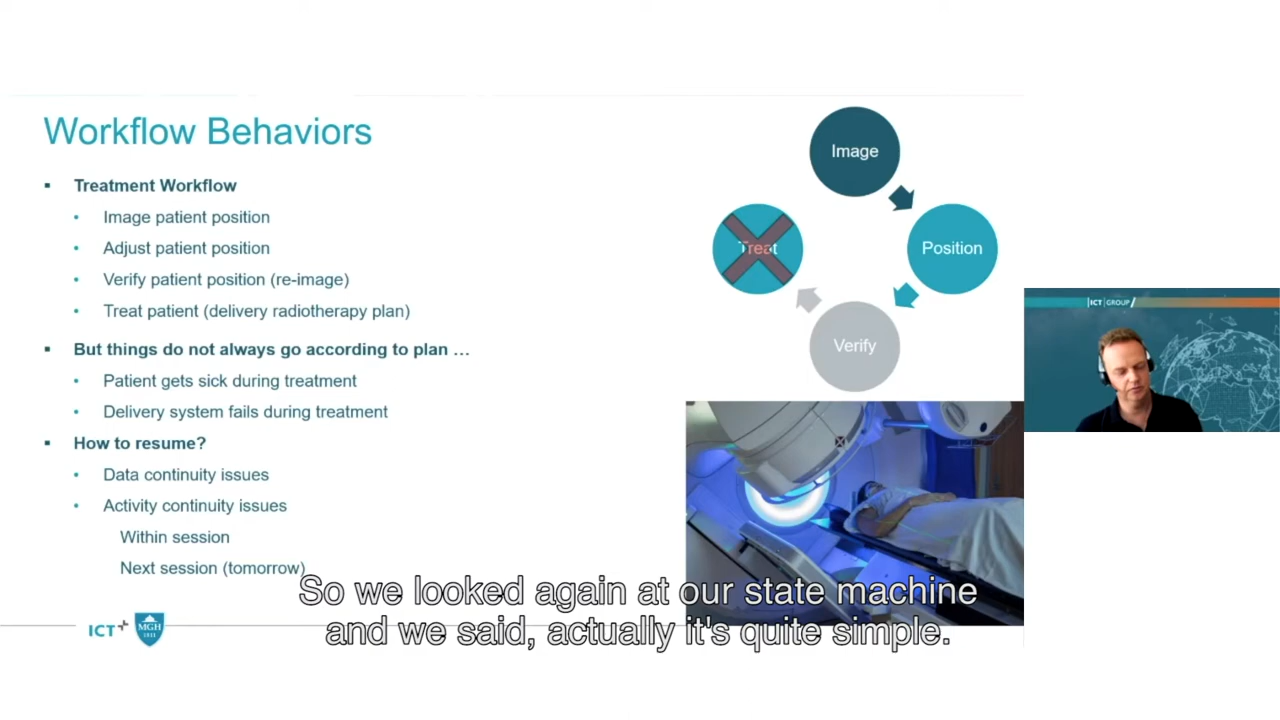 Workflow Behaviors
▪ Treatment Workflow
• Image patient position
• Adjust patient position
• Verify patient position (re-image)
• Treat patient (delivery radiotherapy plan)
▪ But things do not always go according to plan …
• Patient gets sick during treatment
• Delivery system fails during treatment
▪ How to resume?
• Data continuity issues
• Activity continuity issues
Within session
Next session (tomorrow)
Image
Position
Verify
Treat
ICT
MGH
1811
|ICT|GROUP/
So we looked again at our state machine
and we said, actually it's quite simple.